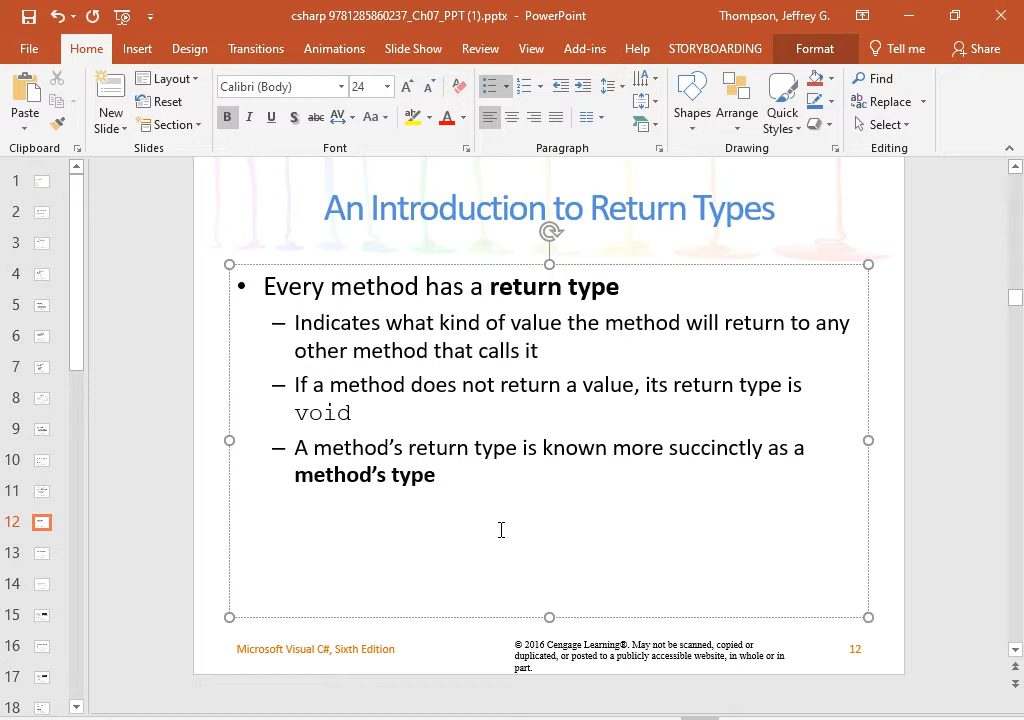 csharp 9781285860237_Ch07_PPT (1).pptx - PowerPoint
Thompson, Jeffrey G.
File Home Insert Design Transitions Animations Slide Show Review View Add-ins Help STORYBOARDING Format Tell me Share
Paste
Clipboard
New
Slide
Layout
Reset
Section
Slides
Calibri (Body) 24
B I U S abc AV Aa A
Font
Paragraph
Shapes Arrange Quick
Styles
Drawing
Find
Replace
Select
Editing
1
2
3
4
5
6
7
8
9
10
11
12
13
14
15
16
17
18
An Introduction to Return Types
• Every method has a return type
– Indicates what kind of value the method will return to any
other method that calls it
– If a method does not return a value, its return type is
void
– A method's return type is known more succinctly as a
method's type
Microsoft Visual C#, Sixth Edition
© 2016 Cengage Learning®. May not be scanned, copied or
duplicated, or posted to a publicly accessible website, in whole or in
part.
12